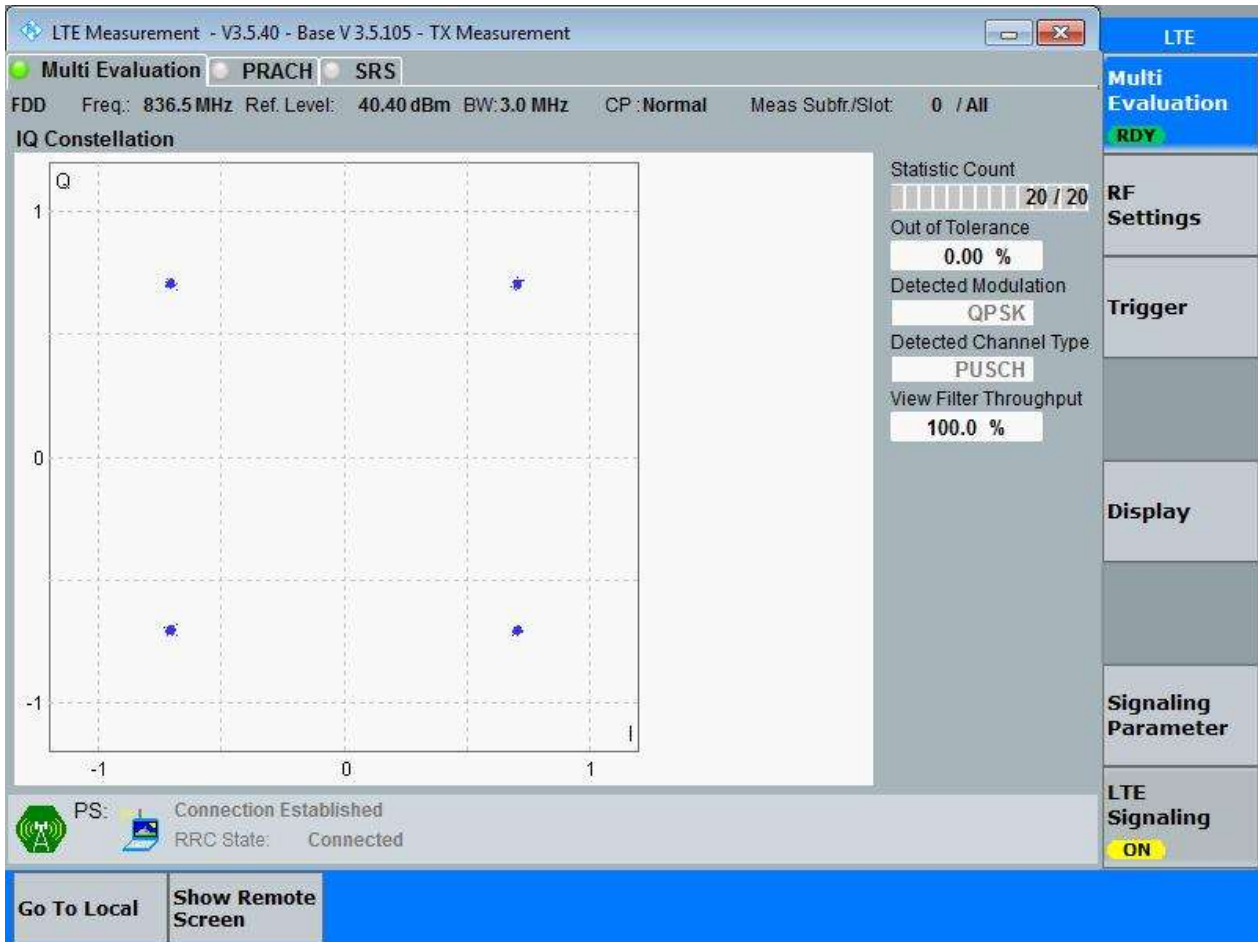 LTE Measurement - V3.5.40 - Base V 3.5.105 - TX Measurement
LTE
Multi Evaluation PRACH SRS
Multi
Evaluation
RDY
FDD Freq.: 836.5 MHz Ref. Level: 40.40 dBm BW: 3.0 MHz CP : Normal Meas Subfr./Slot: 0 / All
IQ Constellation
Q
1
0
-1
I
-1 0 1
Statistic Count
20 / 20
Out of Tolerance
0.00 %
Detected Modulation
QPSK
Detected Channel Type
PUSCH
View Filter Throughput
100.0 %
RF
Settings
Trigger
Display
Signaling
Parameter
LTE
Signaling
ON
PS: Connection Established
RRC State: Connected
Go To Local
Show Remote
Screen